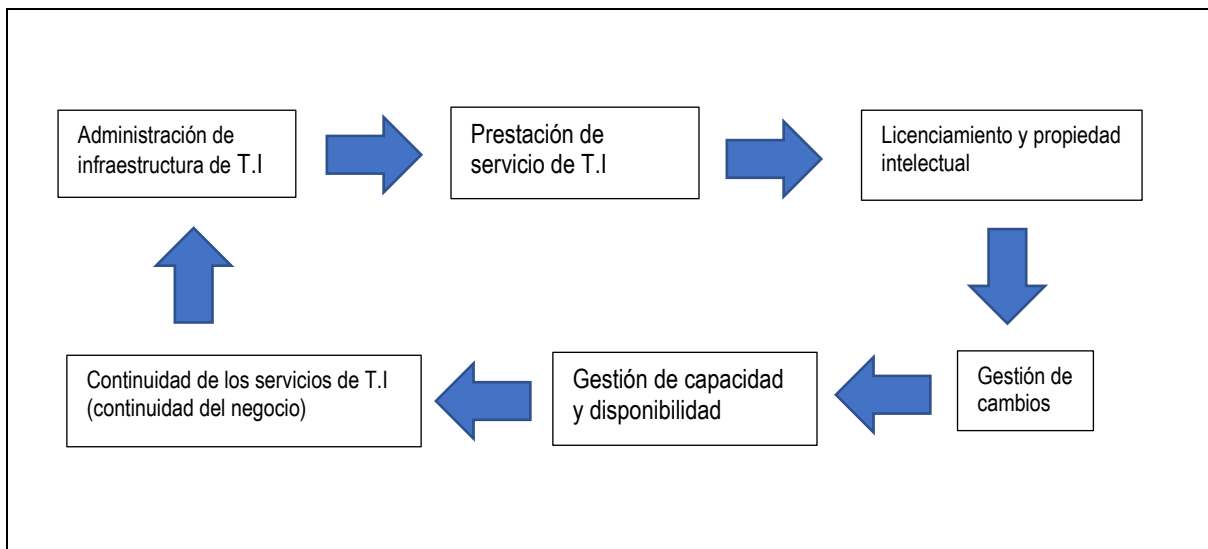 Administración de
infraestructura de T.I
Prestación de
servicio de T.I
Licenciamiento y propiedad
intelectual
Gestión de
cambios
Gestión de capacidad
y disponibilidad
Continuidad de los servicios de T.I
(continuidad del negocio)